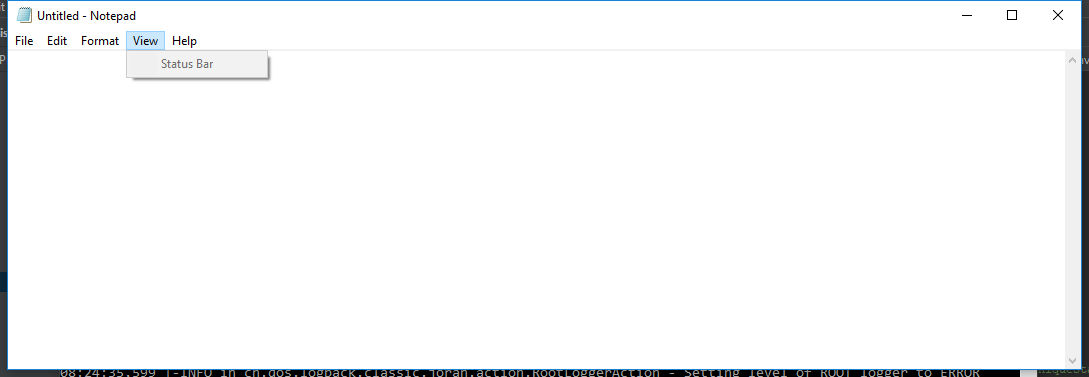 Untitled - Notepad
File Edit Format View Help
Status Bar
08:24:35.599 |-INFO in ch.qos.logback.classic.joran.action.RootLoggerAction - Setting level of ROOT logger to ERROR